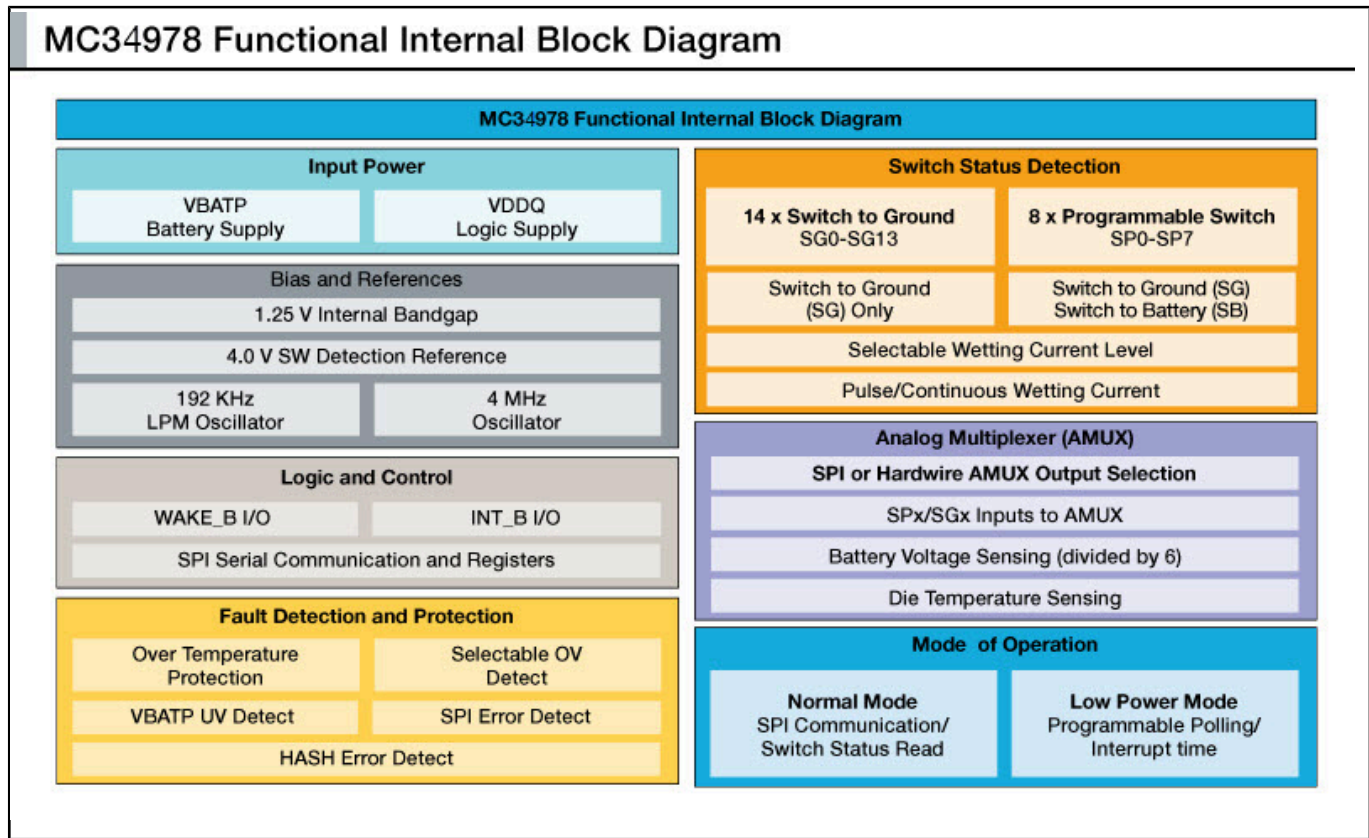 MC34978 Functional Internal Block Diagram
MC34978 Functional Internal Block Diagram
Input Power
VBATP
Battery Supply
VDDQ
Logic Supply
Bias and References
1.25 V Internal Bandgap
4.0 V SW Detection Reference
192 KHz
LPM Oscillator
4 MHz
Oscillator
Logic and Control
WAKE_B I/O
INT_B I/O
SPI Serial Communication and Registers
Fault Detection and Protection
Over Temperature
Protection
Selectable OV
Detect
VBATP UV Detect
SPI Error Detect
HASH Error Detect
Switch Status Detection
14 x Switch to Ground
SG0-SG13
8 x Programmable Switch
SP0-SP7
Switch to Ground
(SG) Only
Switch to Ground (SG)
Switch to Battery (SB)
Selectable Wetting Current Level
Pulse/Continuous Wetting Current
Analog Multiplexer (AMUX)
SPI or Hardwire AMUX Output Selection
SPx/SGx Inputs to AMUX
Battery Voltage Sensing (divided by 6)
Die Temperature Sensing
Mode of Operation
Normal Mode
SPI Communication/
Switch Status Read
Low Power Mode
Programmable Polling/
Interrupt time